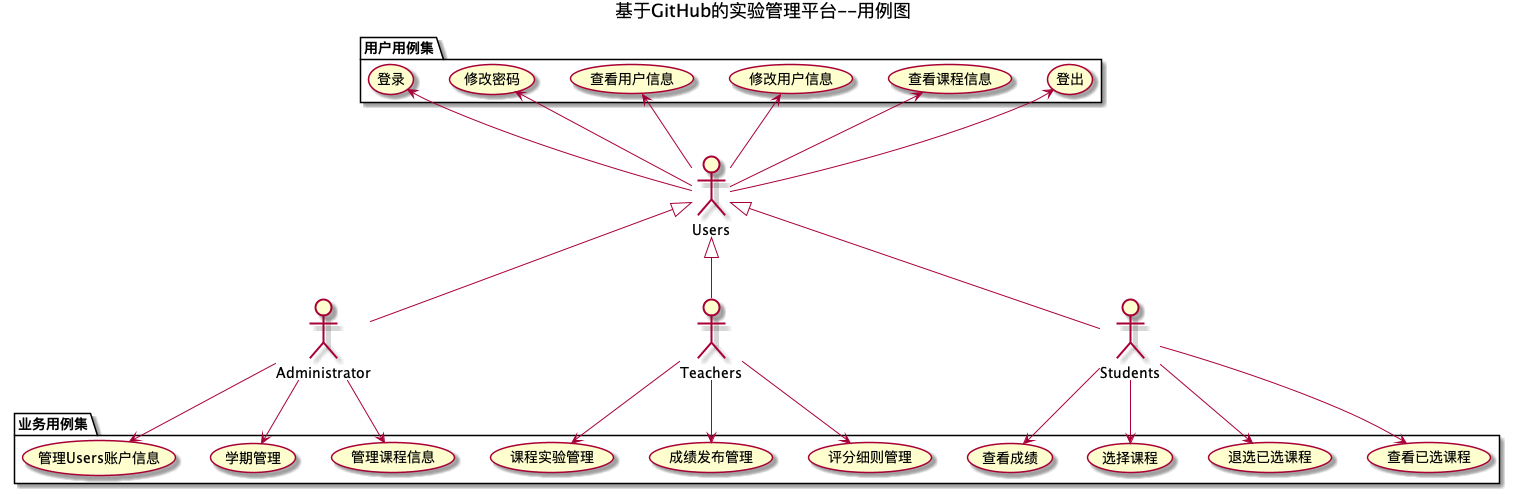 基于GitHub的实验管理平台--用例图
用户用例集
登录 修改密码 查看用户信息 修改用户信息 查看课程信息 登出
Users
Administrator Teachers Students
业务用例集
管理Users账户信息 学期管理 管理课程信息 课程实验管理 成绩发布管理 评分细则管理 查看成绩 选择课程 退选已选课程 查看已选课程